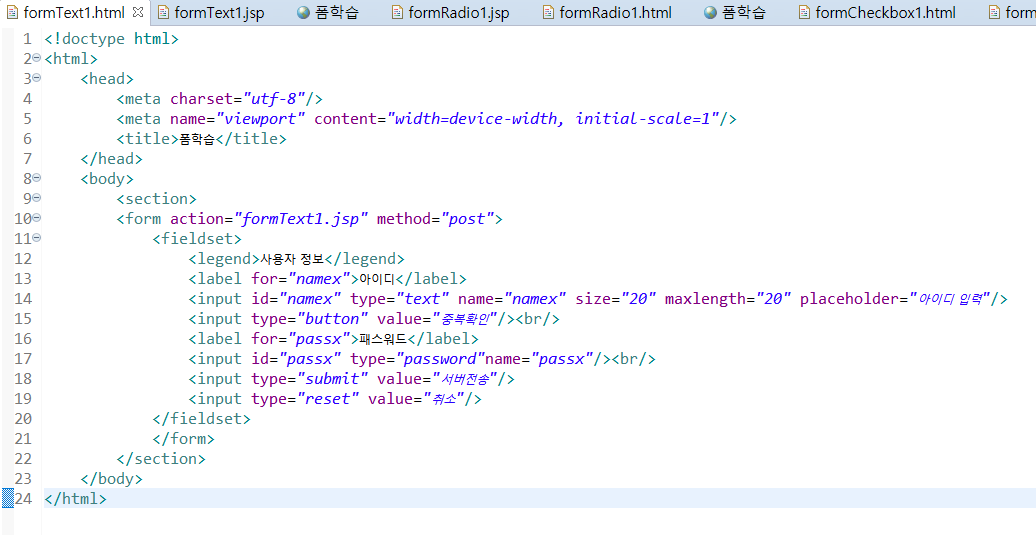 formText1.html formText1.jsp 폼학습 formRadio1.jsp formRadio1.html 폼학습 formCheckbox1.html form
1 <!doctype html>
2 <html>
3 <head>
4 <meta charset="utf-8"/>
5 <meta name="viewport" content="width=device-width, initial-scale=1"/>
6 <title>폼학습</title>
7 </head>
8 <body>
9 <section>
10 <form action="formText1.jsp" method="post">
11 <fieldset>
12 <legend>사용자 정보</legend>
13 <label for="namex">아이디</label>
14 <input id="namex" type="text" name="namex" size="20" maxlength="20" placeholder="아이디 입력"/>
15 <input type="button" value="중복확인"/><br/>
16 <label for="passx">패스워드</label>
17 <input id="passx" type="password"name="passx"/><br/>
18 <input type="submit" value="서버전송"/>
19 <input type="reset" value="취소"/>
20 </fieldset>
21 </form>
22 </section>
23 </body>
24 </html>